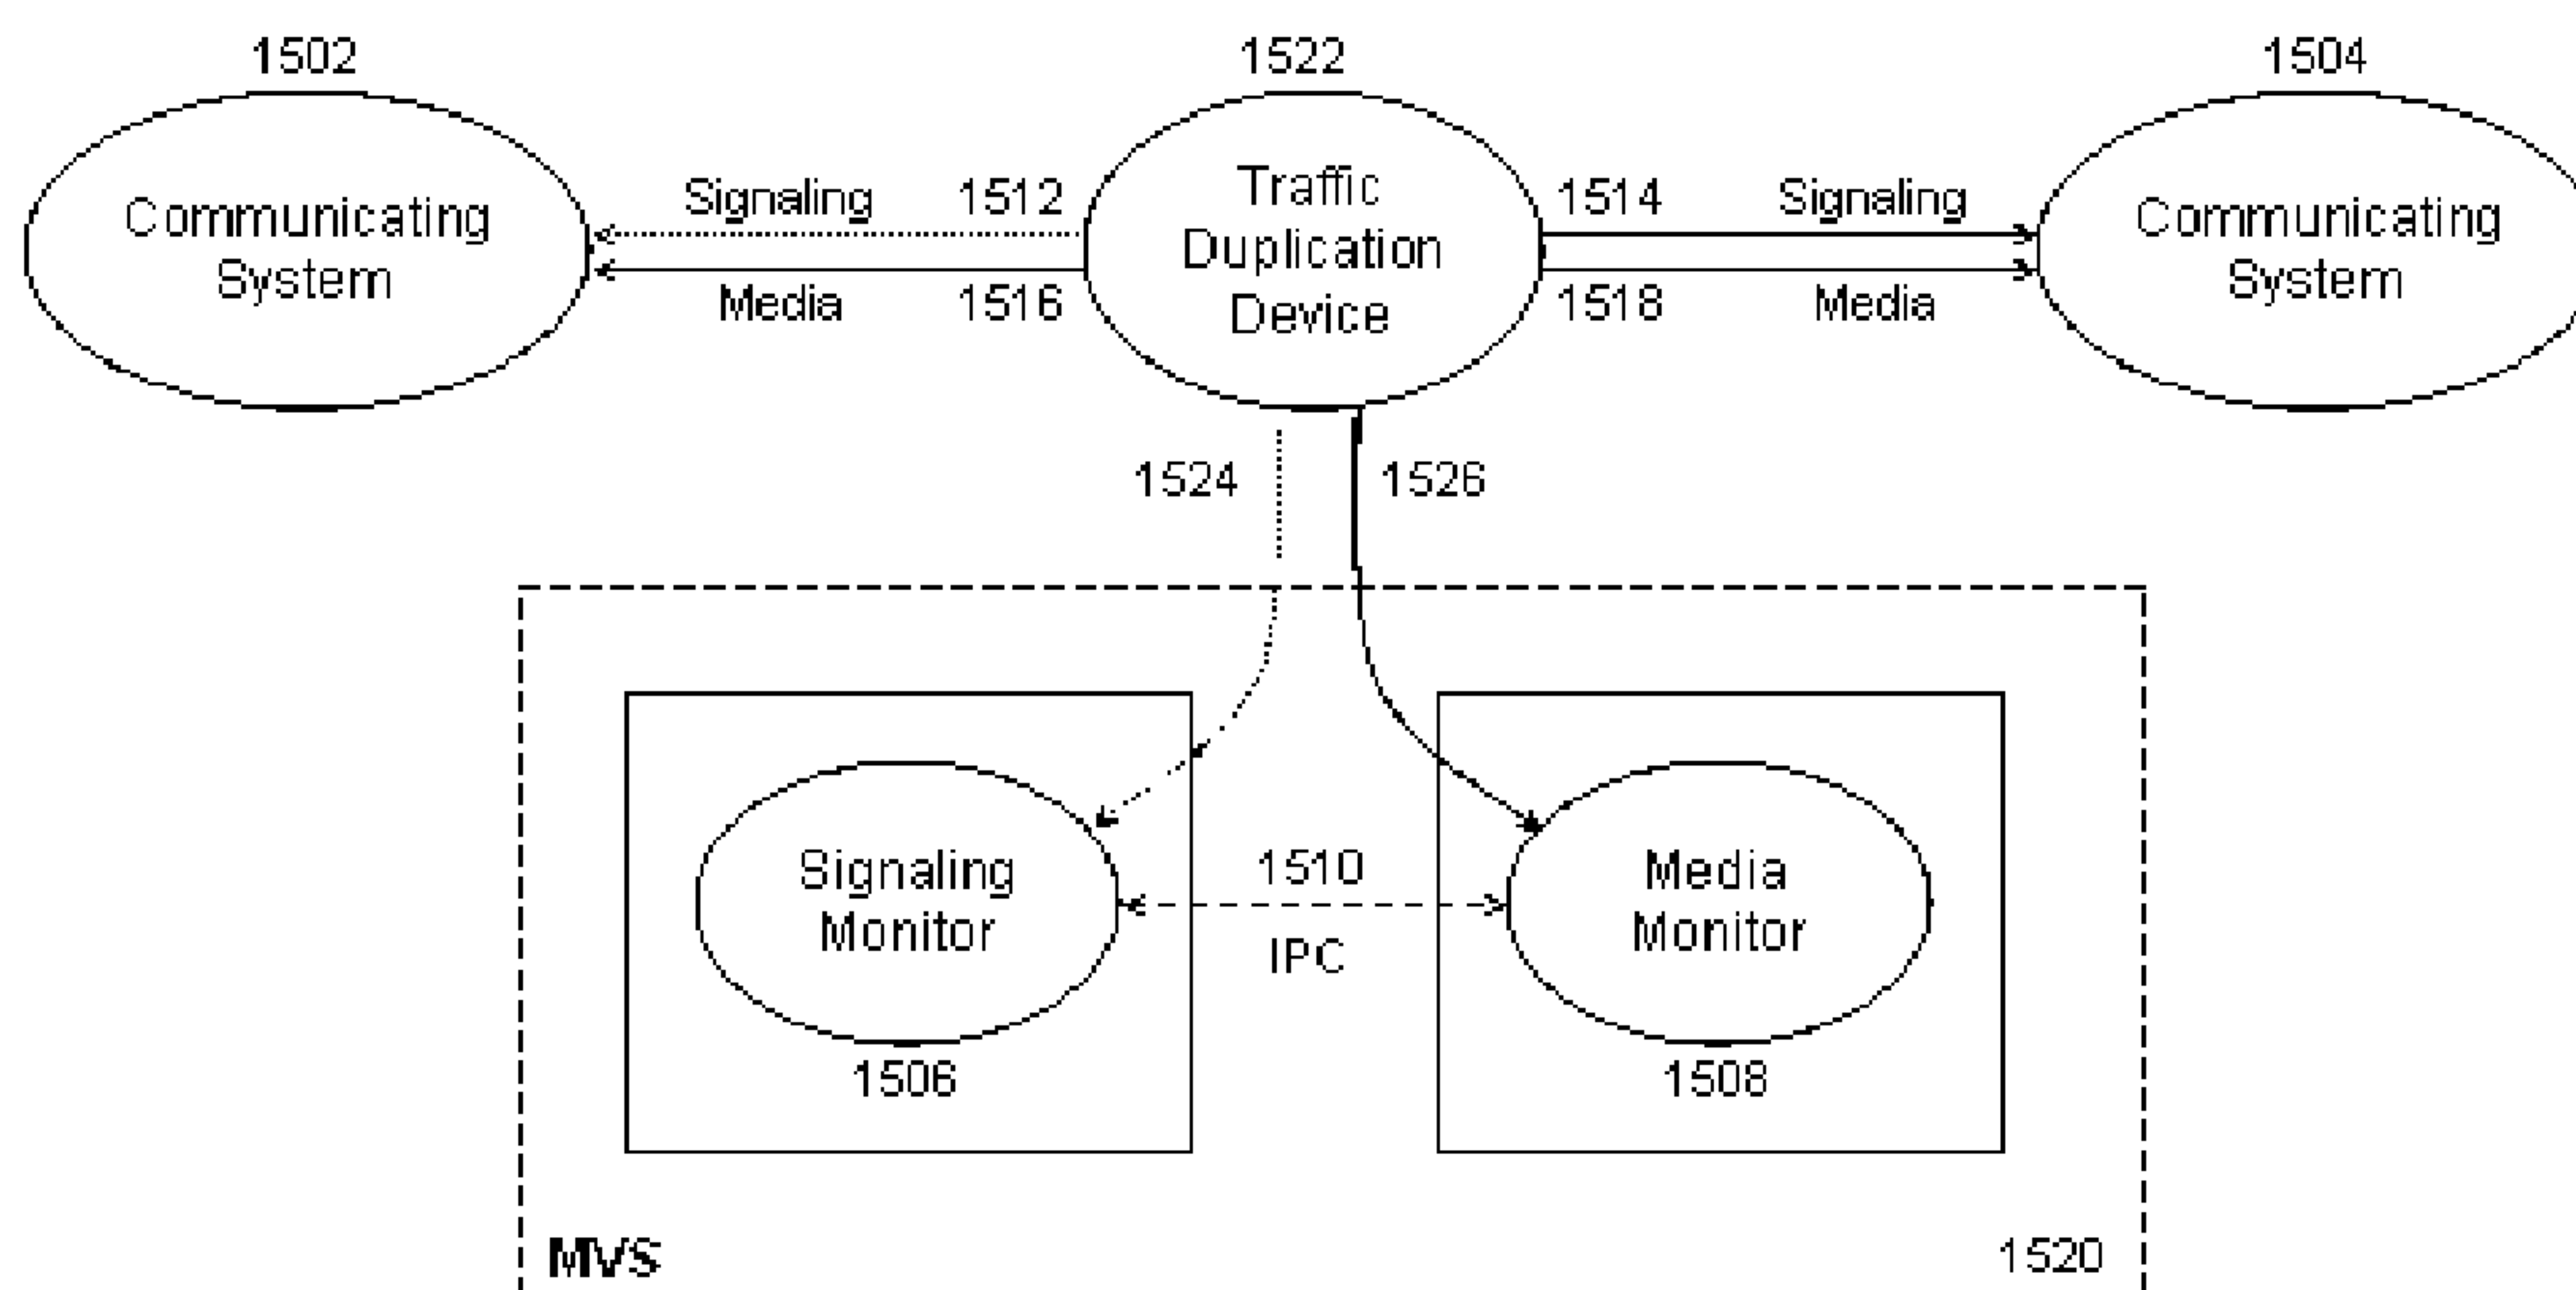 1502
1522
1504
Communicating
System
Signaling
1512
Media
1516
Traffic
Duplication
Device
1514
Signaling
1518
Media
Communicating
System
1524
1526
Signaling
Monitor
1506
1510
IPC
Media
Monitor
1508
MVS
1520